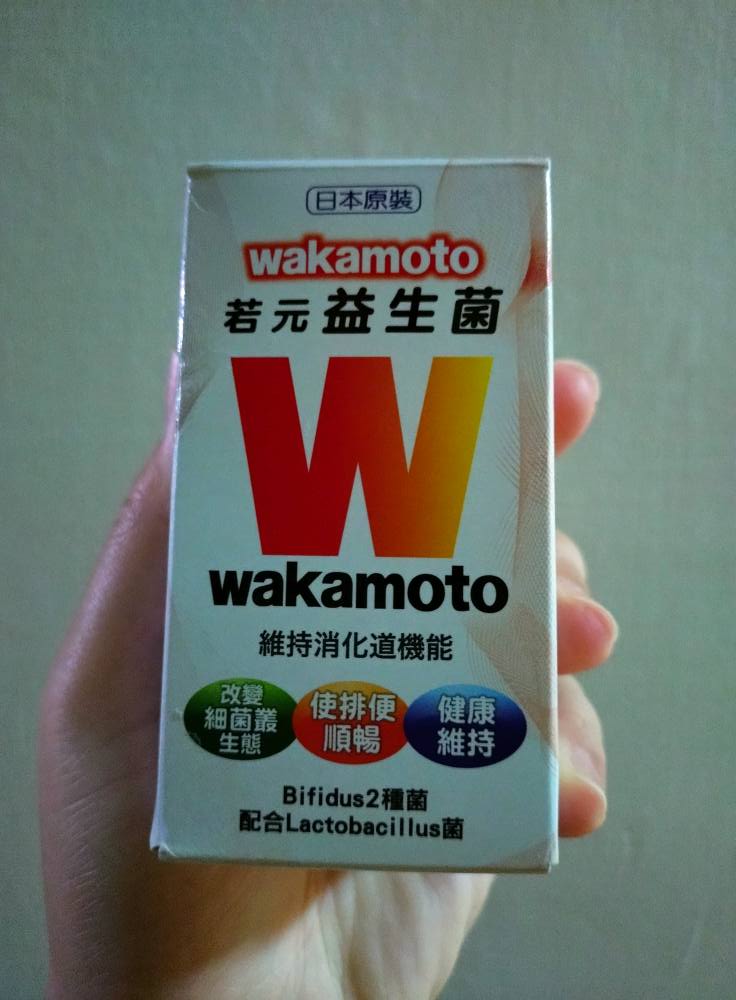 日本原裝
wakamoto
若元益生菌
W
wakamoto
維持消化道機能
改變
細菌叢
生態
使排便
順暢
健康
維持
Bifidus2種菌
配合Lactobacillus菌